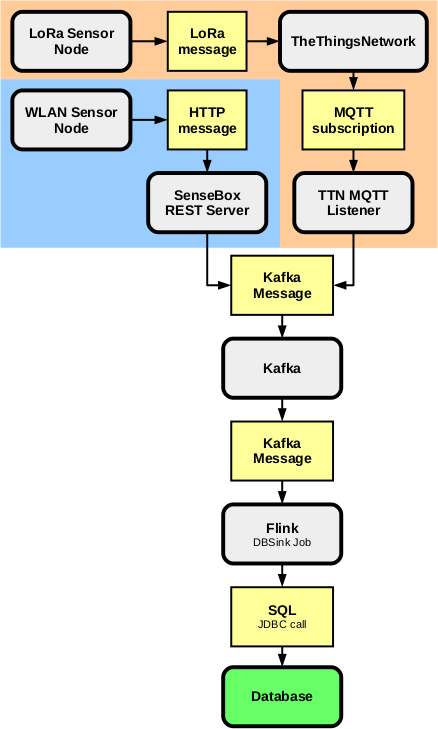 LoRa Sensor
Node
LoRa
message
TheThingsNetwork
WLAN Sensor
Node
HTTP
message
MQTT
subscription
SenseBox
REST Server
TTN MQTT
Listener
Kafka
Message
Kafka
Kafka
Message
Flink
DBSink Job
SQL
JDBC call
Database